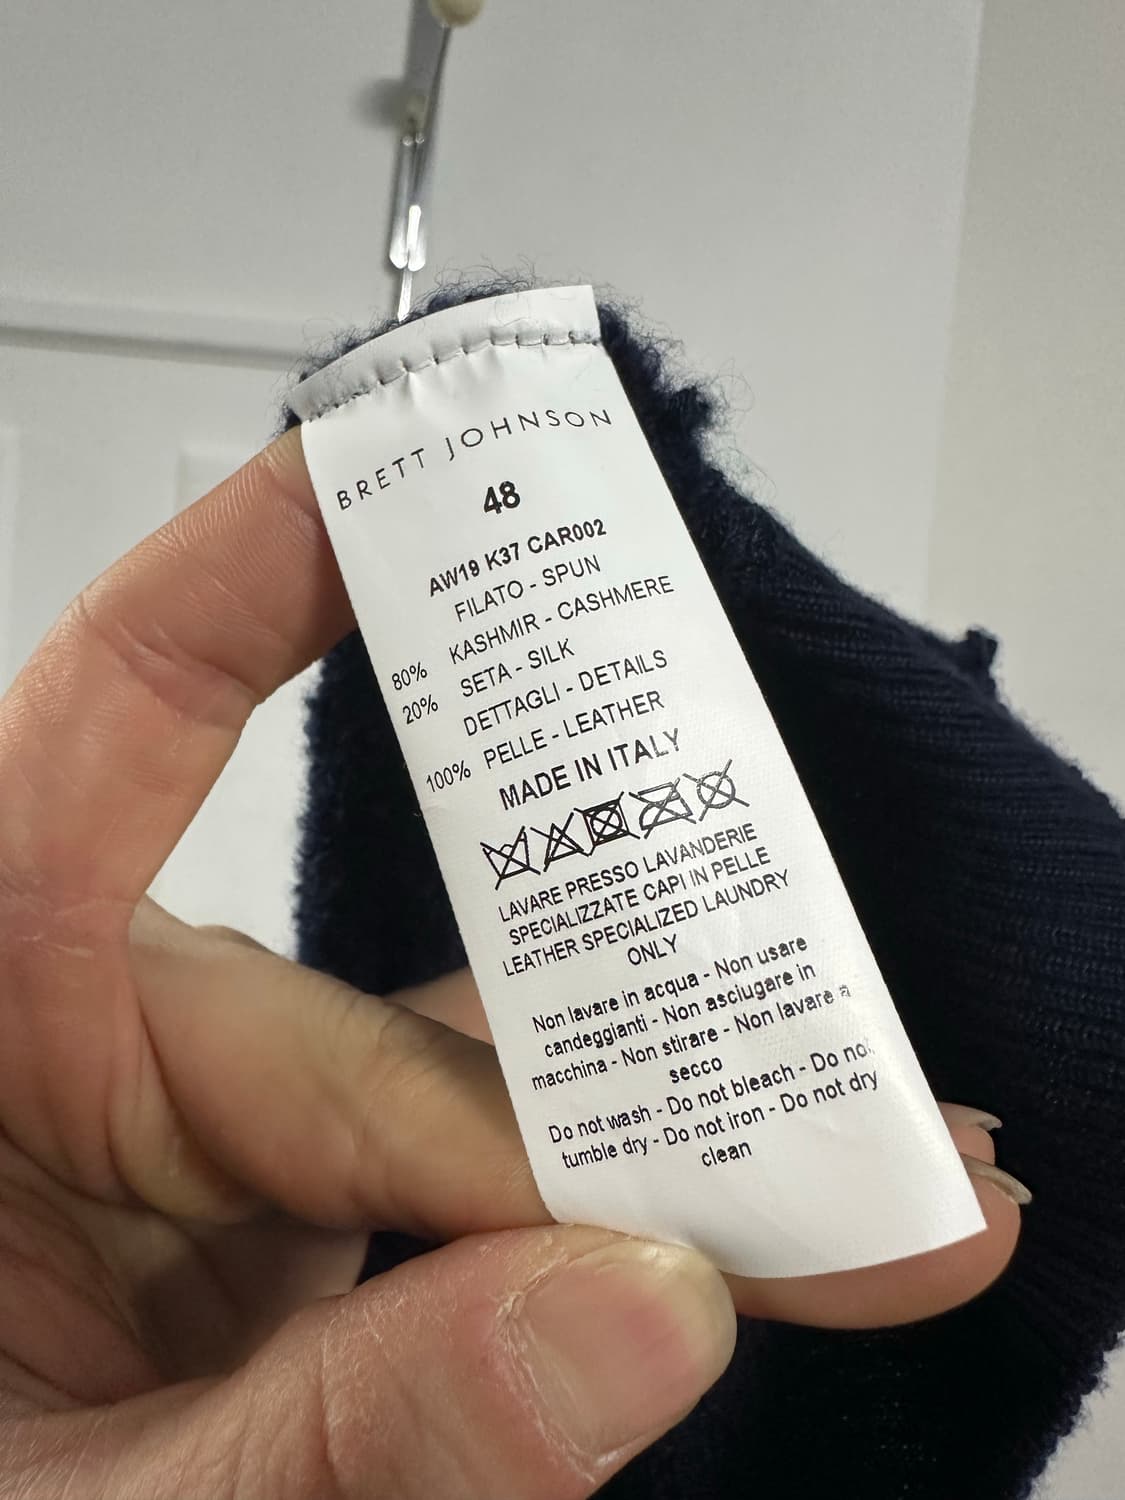 BRETT JOHNSON
48
AW19 K37 CAR002
FILATO - SPUN
80% KASHMIR - CASHMERE
20% SETA - SILK
DETTAGLI - DETAILS
100% PELLE - LEATHER
MADE IN ITALY
LAVARE PRESSO LAVANDERIE
SPECIALIZZATE CAPI IN PELLE
LEATHER SPECIALIZED LAUNDRY
ONLY
Non lavare in acqua - Non usare
candeggianti - Non asciugare in
macchina - Non stirare - Non lavare a
secco
Do not wash - Do not bleach - Do not
tumble dry - Do not iron - Do not dry
clean